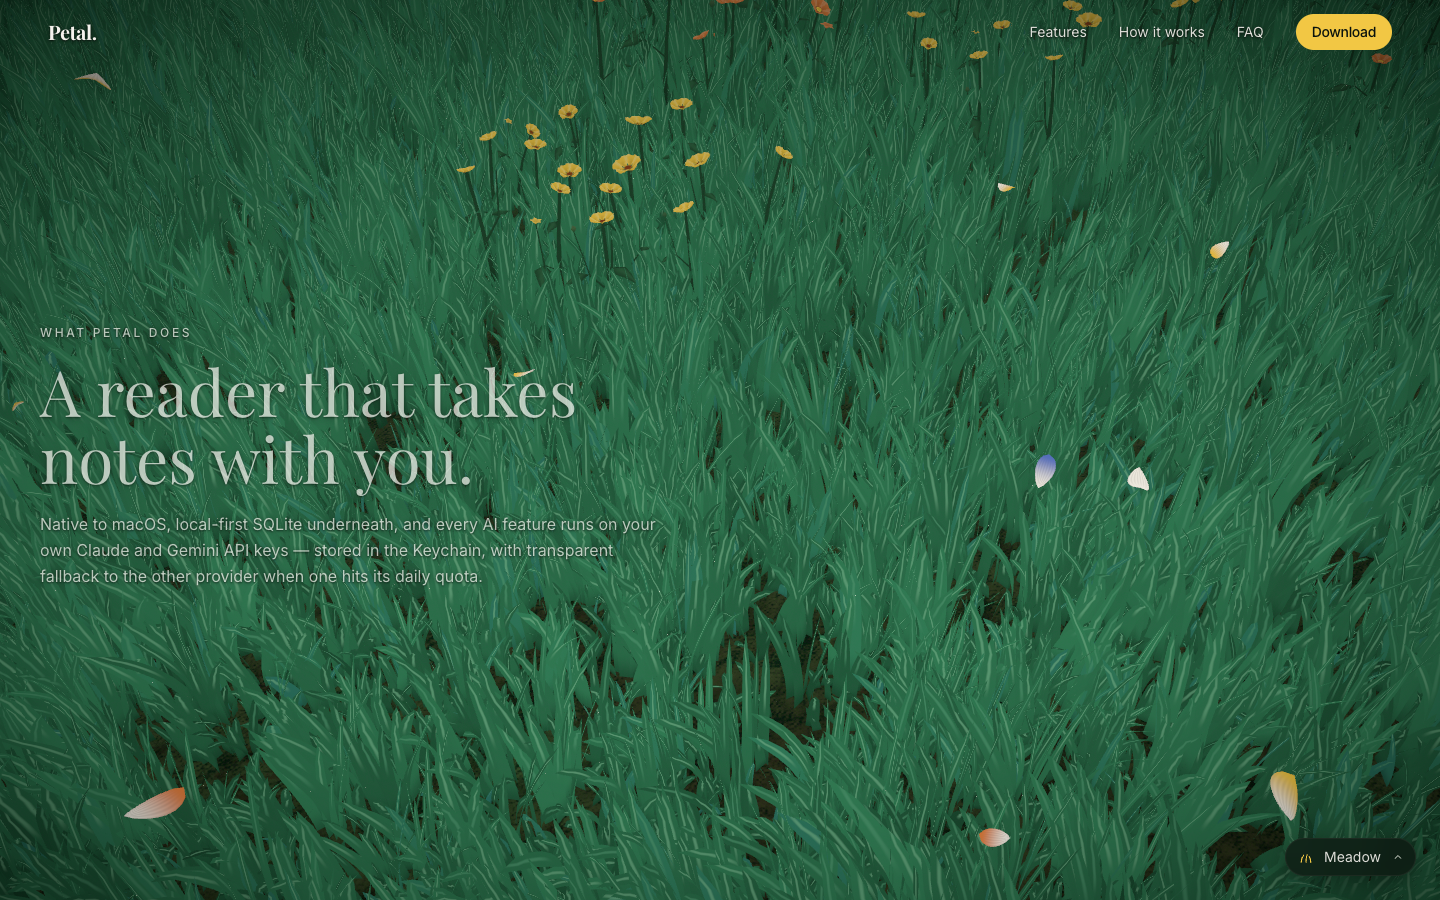 Petal.
Features
How it works
FAQ
Download
WHAT PETAL DOES
A reader that takes
notes with you.
Native to macOS, local-first SQLite underneath, and every AI feature runs on your
own Claude and Gemini API keys — stored in the Keychain, with transparent
fallback to the other provider when one hits its daily quota.
Meadow